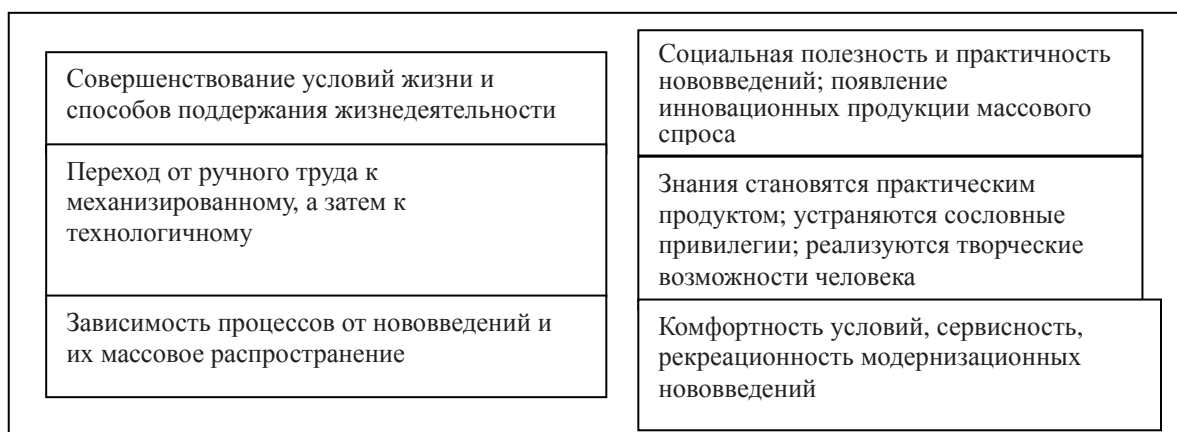 Совершенствование условий жизни и
способов поддержания жизнедеятельности
Переход от ручного труда к
механизированному, а затем к
технологичному
Зависимость процессов от нововведений и
их массовое распространение
Социальная полезность и практичность
нововведений; появление
инновационных продукции массового
спроса
Знания становятся практическим
продуктом; устраняются сословные
привилегии; реализуются творческие
возможности человека
Комфортность условий, сервисность,
рекреационность модернизационных
нововведений